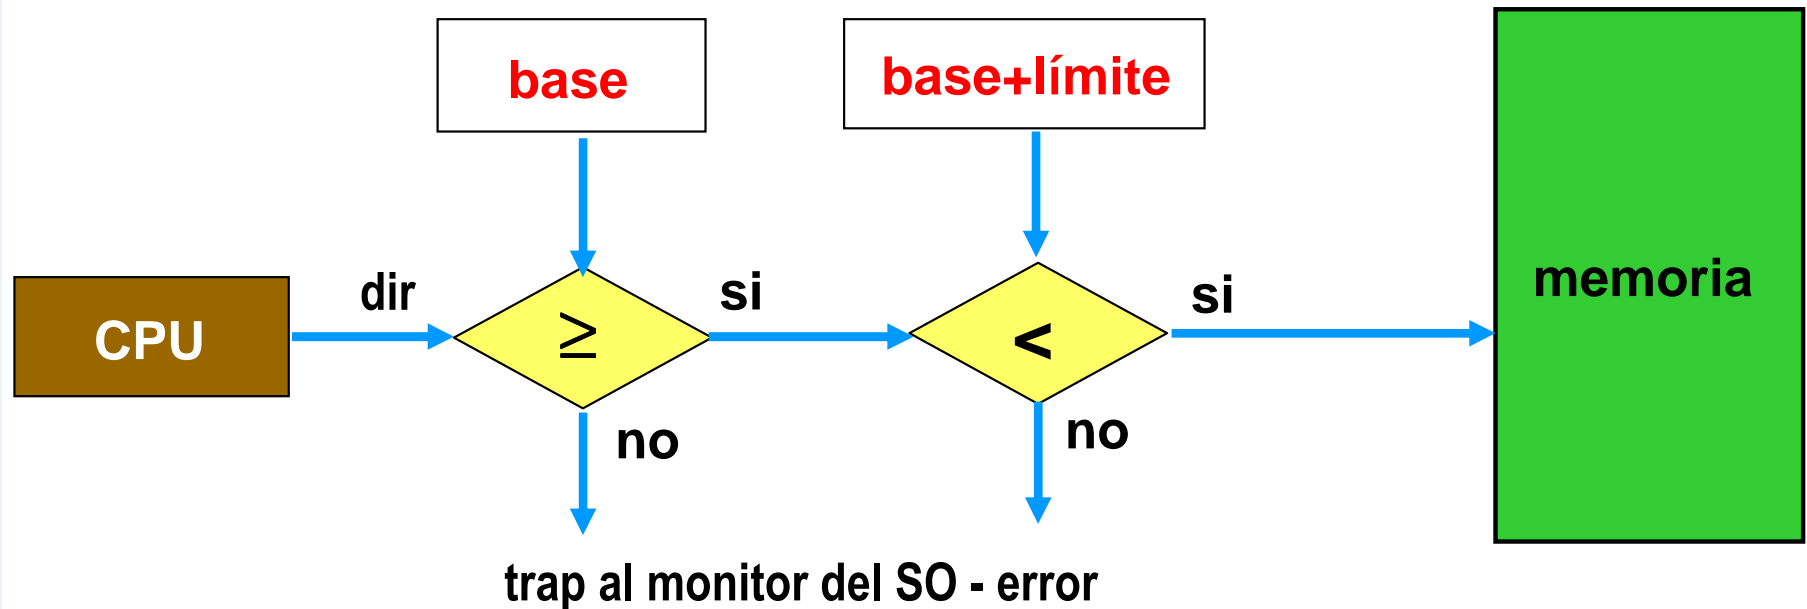 base
base+límite
dir
si
si
CPU
≥
<
memoria
no
no
trap al monitor del SO - error